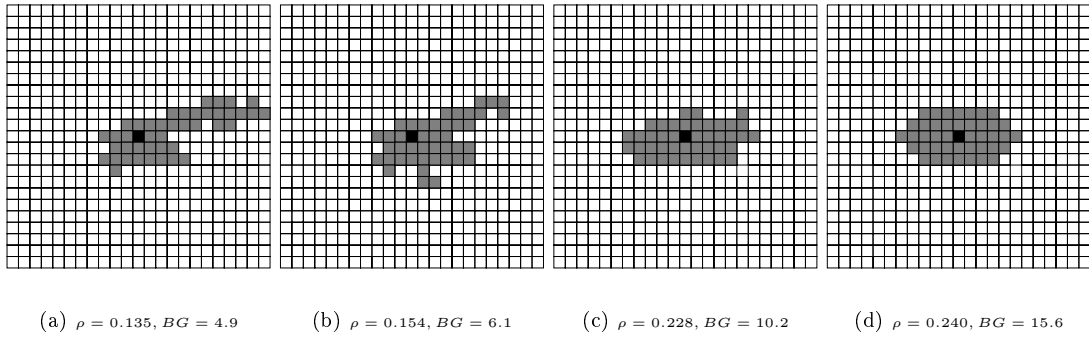 (a) ρ = 0.135, BG = 4.9
(b) ρ = 0.154, BG = 6.1
(c) ρ = 0.228, BG = 10.2
(d) ρ = 0.240, BG = 15.6